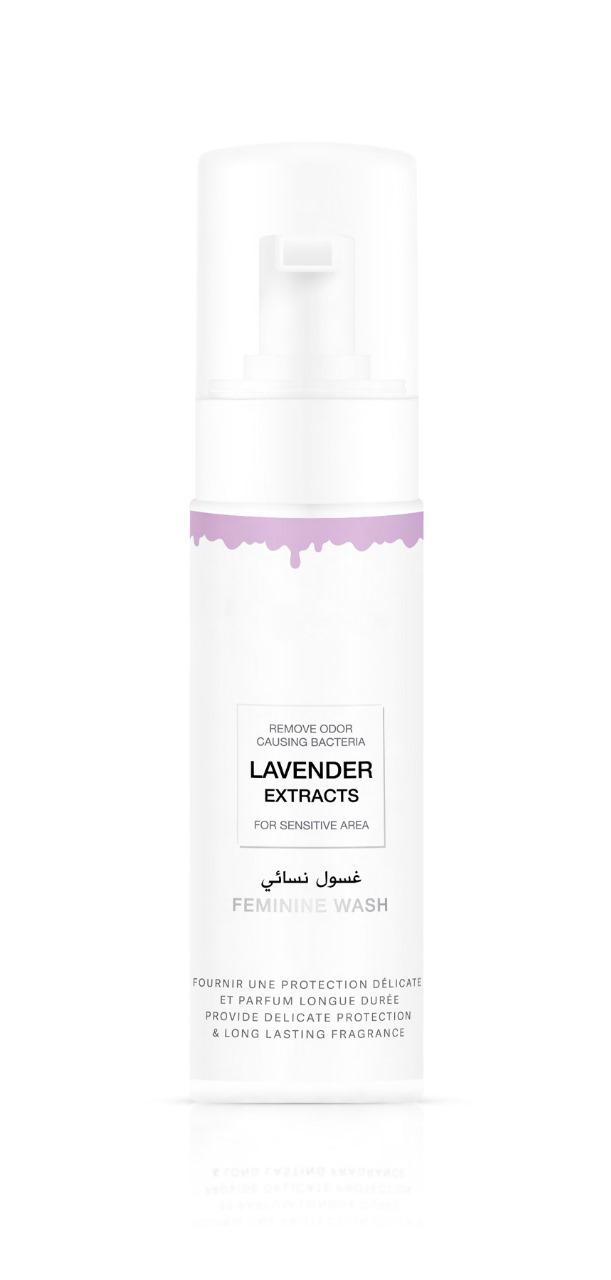 REMOVE ODOR
CAUSING BACTERIA
LAVENDER
EXTRACTS
FOR SENSITIVE AREA
غسول نسائي
FEMININE WASH
FOURNIR UNE PROTECTION DÉLICATE
ET PARFUM LONGUE DURÉE
PROVIDE DELICATE PROTECTION
& LONG LASTING FRAGRANCE